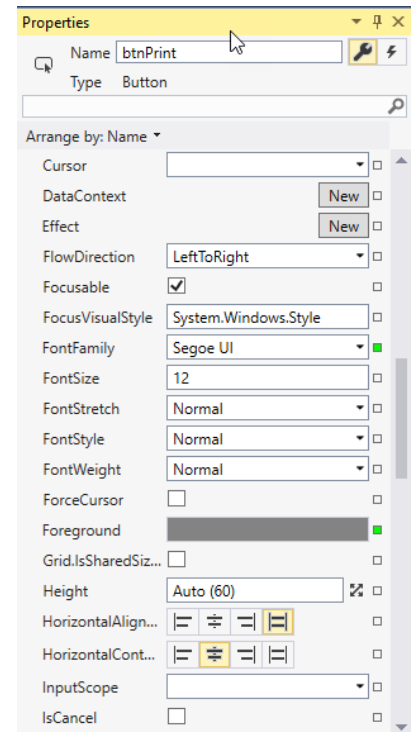 Properties
Name btnPrint
Type Button
Arrange by: Name
Cursor
DataContext New
Effect New
FlowDirection LeftToRight
Focusable
FocusVisualStyle System.Windows.Style
FontFamily Segoe UI
FontSize 12
FontStretch Normal
FontStyle Normal
FontWeight Normal
ForceCursor
Foreground
Grid.IsSharedSiz...
Height Auto (60)
HorizontalAlign...
HorizontalCont...
InputScope
IsCancel